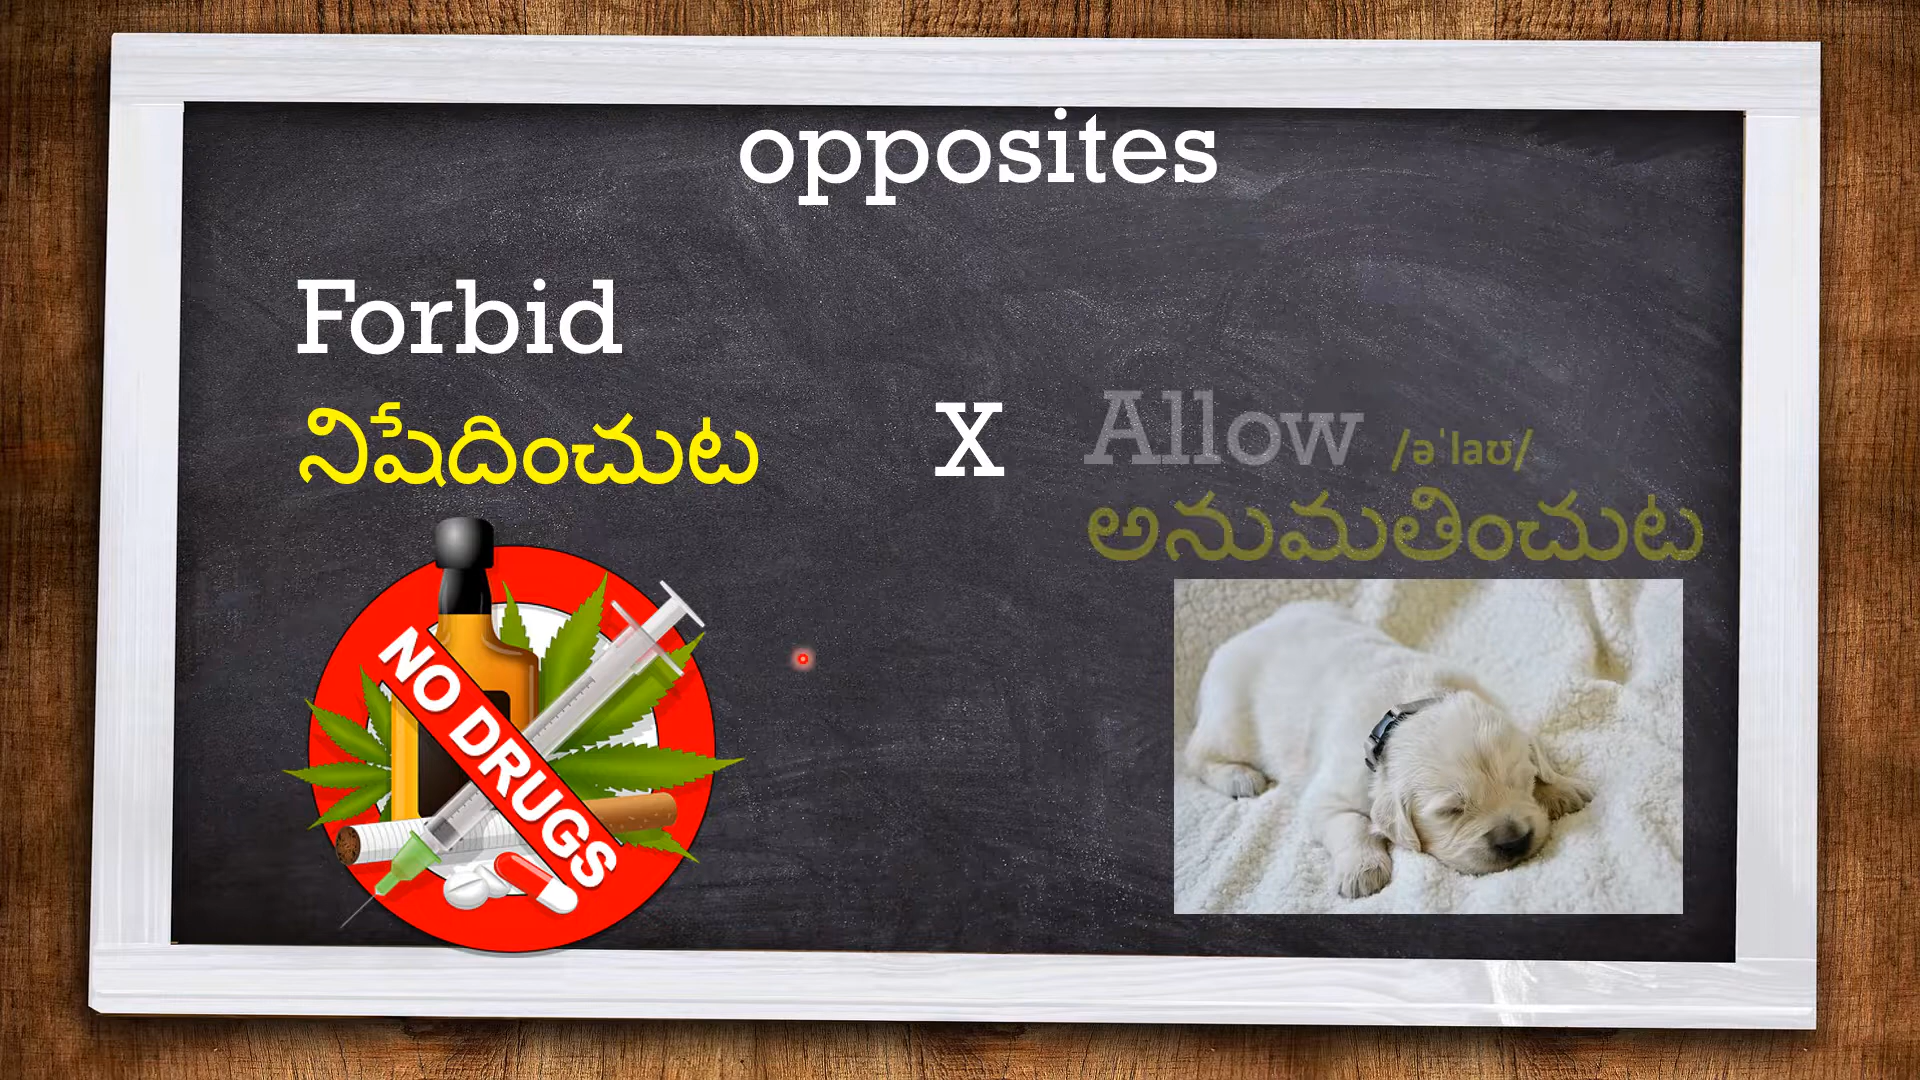 opposites
Forbid
నిషేదించుట
X
Allow /əˈlaʊ/
అనుమతించుట
NO DRUGS